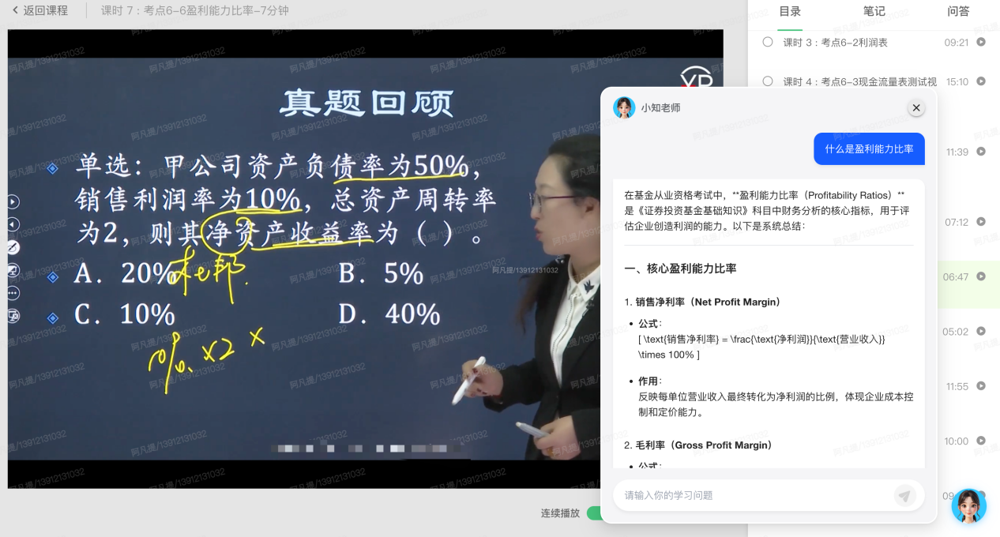 返回课程
课时 7：考点6-6盈利能力比率-7分钟
目录
笔记
问答
课时 3：考点6-2利润表
09:21
课时 4：考点6-3现金流量表测试视
15:10
11:39
07:12
06:47
05:02
11:55
10:00
09
真题回顾
单选：甲公司资产负债率为50%，
销售利润率为10%，总资产周转率
为2，则其净资产收益率为（ ）。
A. 20%
B. 5%
C. 10%
D. 40%
杜邦.
10%×2×
阿凡提/13912131032
连续播放
小知老师
什么是盈利能力比率
在基金从业资格考试中，**盈利能力比率（Profitability Ratios）**
是《证券投资基金基础知识》科目中财务分析的核心指标，用于评
估企业创造利润的能力。以下是系统总结：
一、核心盈利能力比率
1. 销售净利率（Net Profit Margin）
公式：
[ \text{销售净利率} = \frac{\text{净利润}}{\text{营业收入}}
\times 100% ]
作用：
反映每单位营业收入最终转化为净利润的比例，体现企业成本控
制和定价能力。
2. 毛利率（Gross Profit Margin）
公式：
请输入你的学习问题